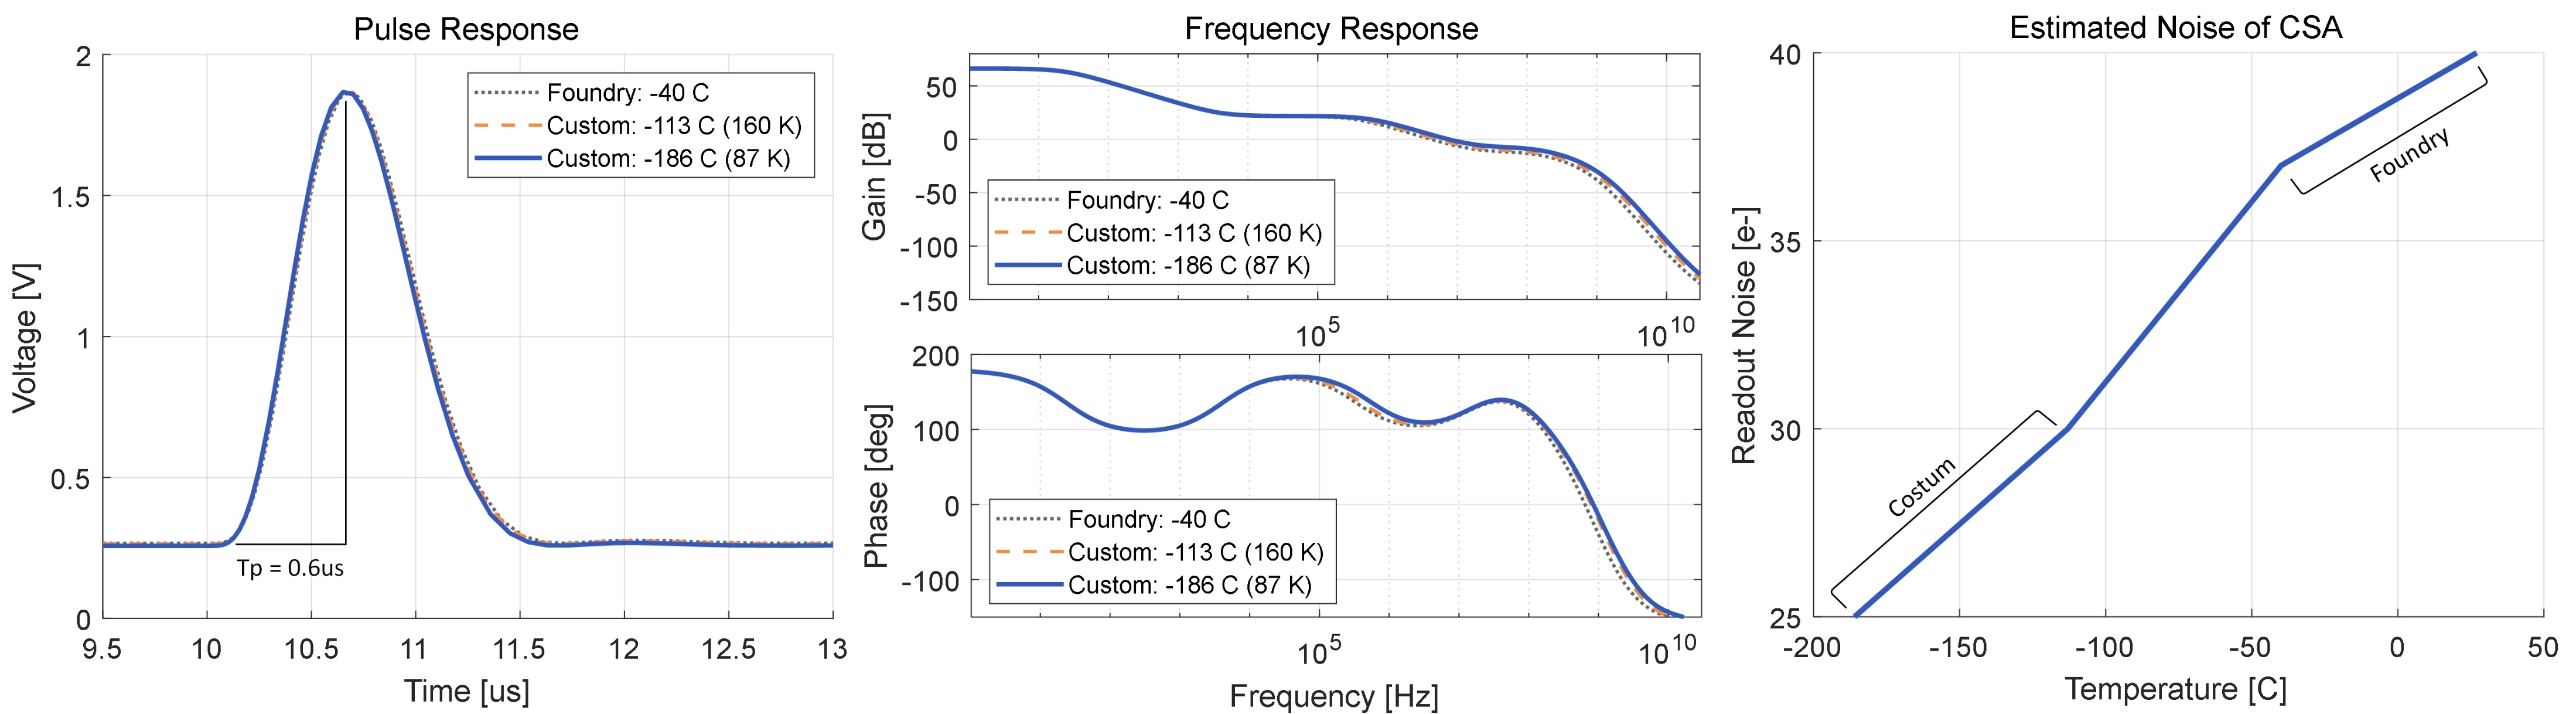 Pulse Response
2
1.5
1
0.5
0
Voltage [V]
Foundry: -40 C
Custom: -113 C (160 K)
Custom: -186 C (87 K)
Tp = 0.6us
9.5 10 10.5 11 11.5 12 12.5 13
Time [us]
Frequency Response
50
0
-50
-100
-150
Gain [dB]
Foundry: -40 C
Custom: -113 C (160 K)
Custom: -186 C (87 K)
10^5 10^10
200
100
0
-100
Phase [deg]
Foundry: -40 C
Custom: -113 C (160 K)
Custom: -186 C (87 K)
10^5 10^10
Frequency [Hz]
Estimated Noise of CSA
40
35
30
25
Readout Noise [e-]
Foundry
Costum
-200 -150 -100 -50 0 50
Temperature [C]